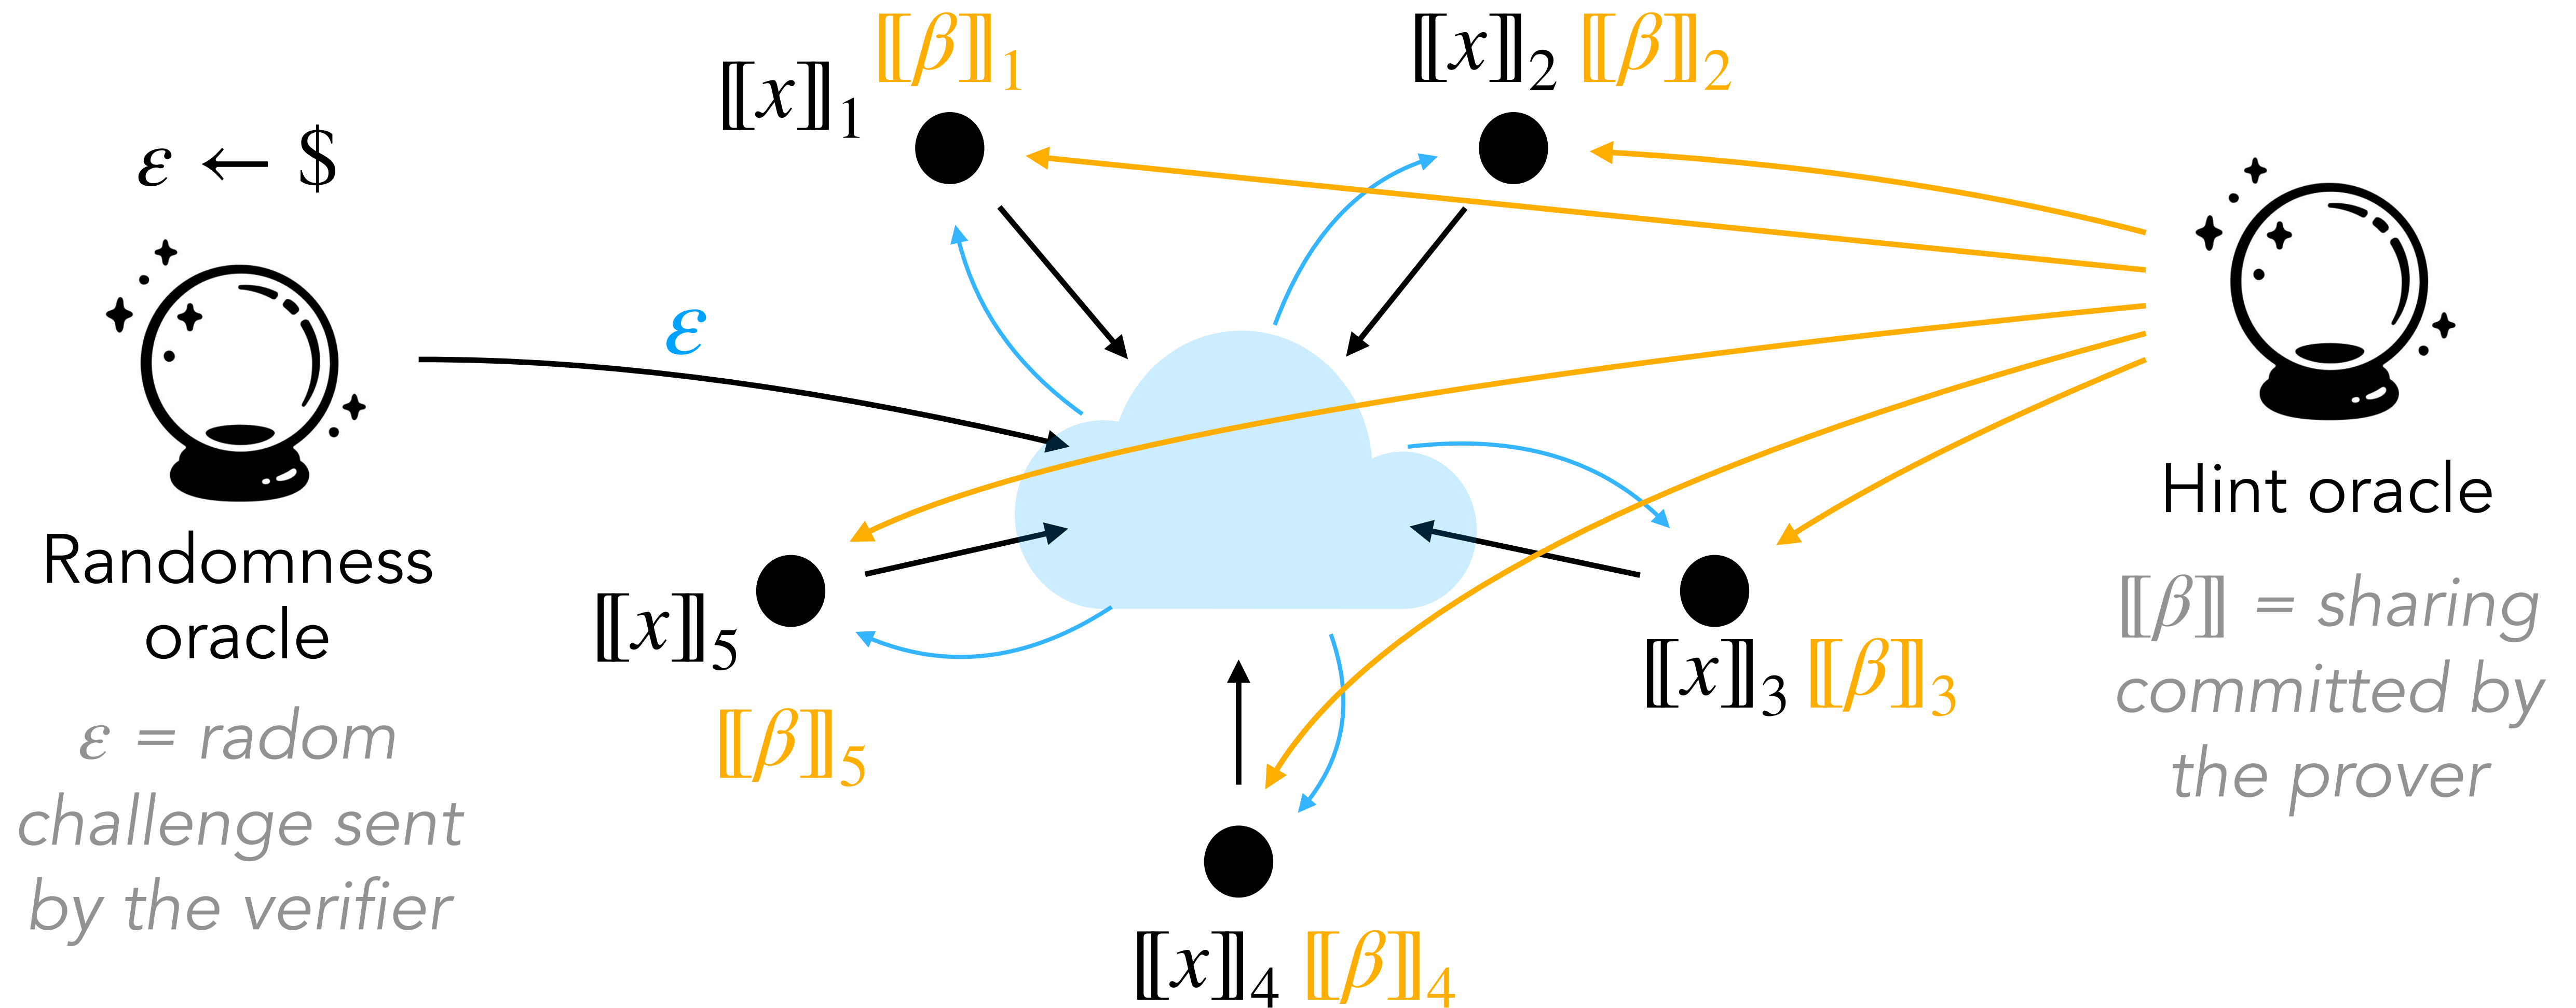 ⟦x⟧₁ ⟦β⟧₁
⟦x⟧₂ ⟦β⟧₂
ε ← $
ε
Randomness
oracle
ε = radom
challenge sent
by the verifier
Hint oracle
⟦β⟧ = sharing
committed by
the prover
⟦x⟧₅
⟦β⟧₅
⟦x⟧₃ ⟦β⟧₃
⟦x⟧₄ ⟦β⟧₄